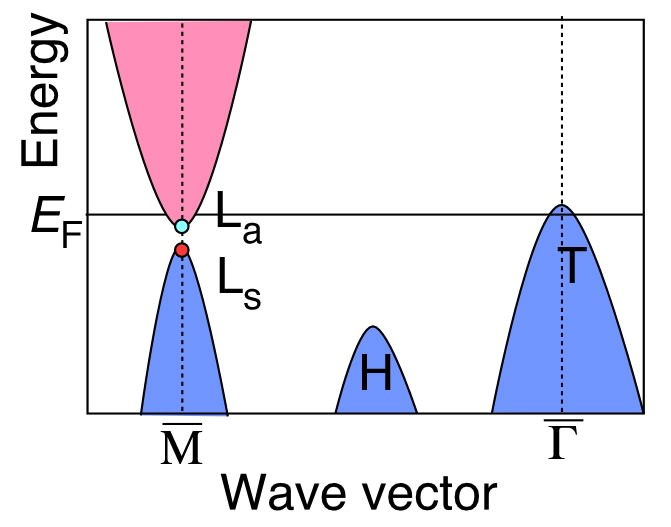 Energy
E_F
L_a
L_s
T
H
M̅
Γ̅
Wave vector